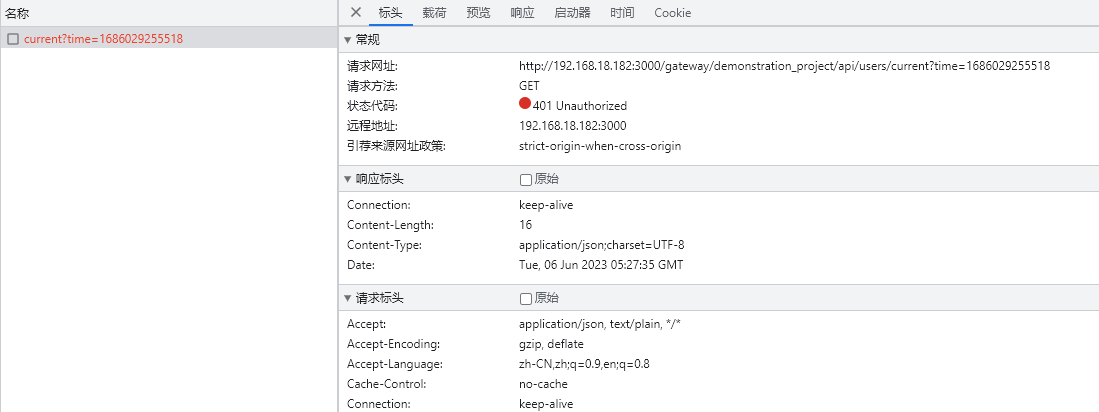 名称
current?time=1686029255518
标头 载荷 预览 响应 启动器 时间 Cookie
常规
请求网址: http://192.168.18.182:3000/gateway/demonstration_project/api/users/current?time=1686029255518
请求方法: GET
状态代码: 401 Unauthorized
远程地址: 192.168.18.182:3000
引荐来源网址政策: strict-origin-when-cross-origin
响应标头 原始
Connection: keep-alive
Content-Length: 16
Content-Type: application/json;charset=UTF-8
Date: Tue, 06 Jun 2023 05:27:35 GMT
请求标头 原始
Accept: application/json, text/plain, */*
Accept-Encoding: gzip, deflate
Accept-Language: zh-CN,zh;q=0.9,en;q=0.8
Cache-Control: no-cache
Connection: keep-alive